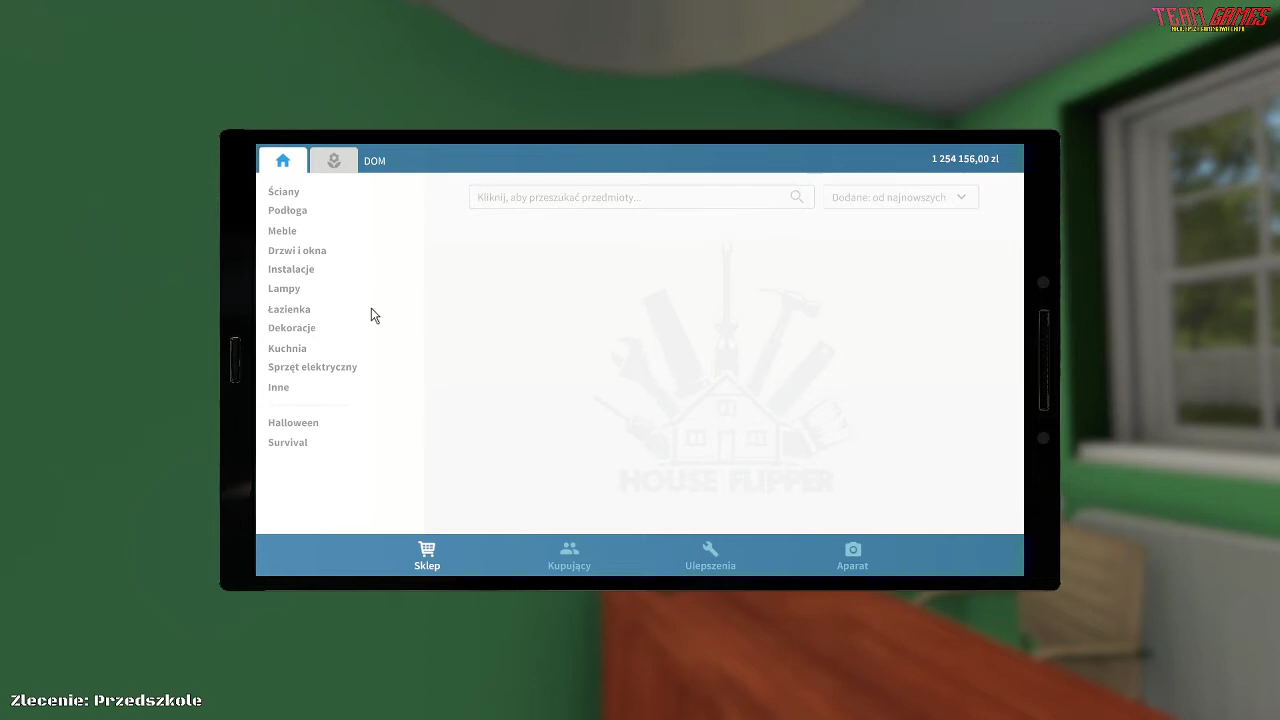 TEAM GAMES
DOM
1 254 156,00 zl
Ściany
Podłoga
Meble
Drzwi i okna
Instalacje
Lampy
Łazienka
Dekoracje
Kuchnia
Sprzęt elektryczny
Inne
Halloween
Survival
Kliknij, aby przeszukać przedmioty...
Dodane: od najnowszych
HOUSE FLIPPER
Sklep
Kupujący
Ulepszenia
Aparat
Zlecenie: Przedszkole